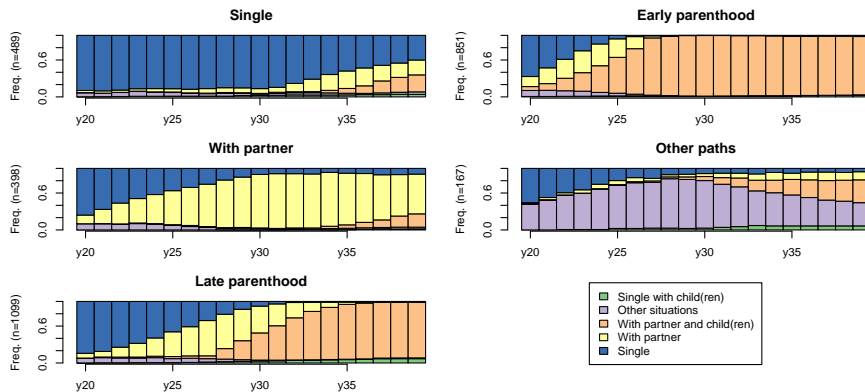 Single
Freq. (n=489)
0.0 0.6
y20 y25 y30 y35
Early parenthood
Freq. (n=851)
0.0 0.6
y20 y25 y30 y35
With partner
Freq. (n=398)
0.0 0.6
y20 y25 y30 y35
Other paths
Freq. (n=167)
0.0 0.6
y20 y25 y30 y35
Late parenthood
Freq. (n=1099)
0.0 0.6
y20 y25 y30 y35
Single with child(ren)
Other situations
With partner and child(ren)
With partner
Single